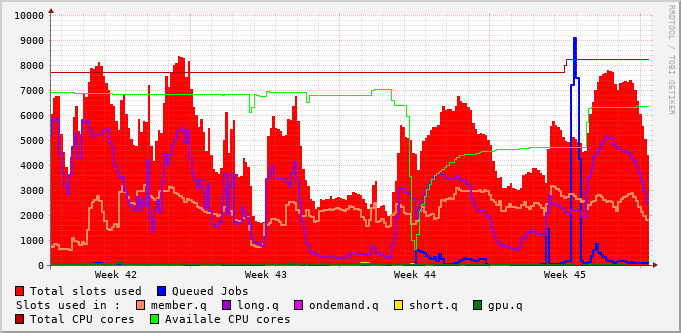 RRDTOOL / TOBI OETIKER
10000
9000
8000
7000
6000
5000
4000
3000
2000
1000
0
Week 42 Week 43 Week 44 Week 45
Total slots used Queued Jobs
Slots used in : member.q long.q ondemand.q short.q gpu.q
Total CPU cores Availale CPU cores